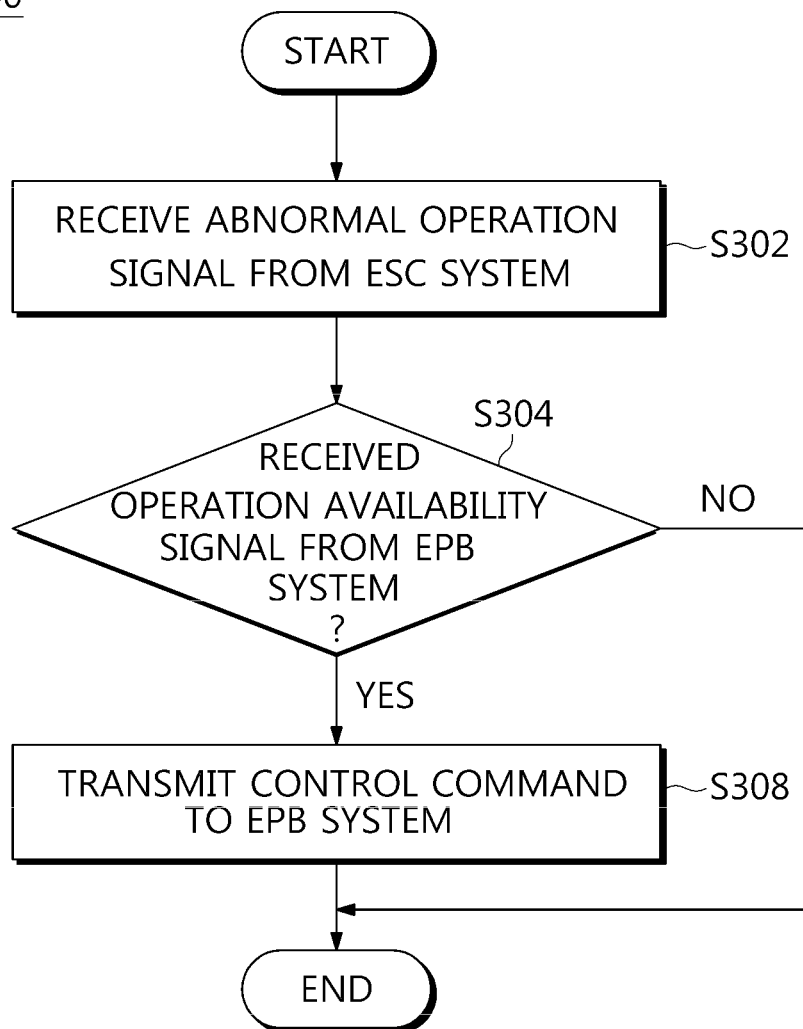 START
RECEIVE ABNORMAL OPERATION
SIGNAL FROM ESC SYSTEM
S302
S304
RECEIVED
OPERATION AVAILABILITY
SIGNAL FROM EPB
SYSTEM
?
NO
YES
TRANSMIT CONTROL COMMAND
TO EPB SYSTEM
S308
END